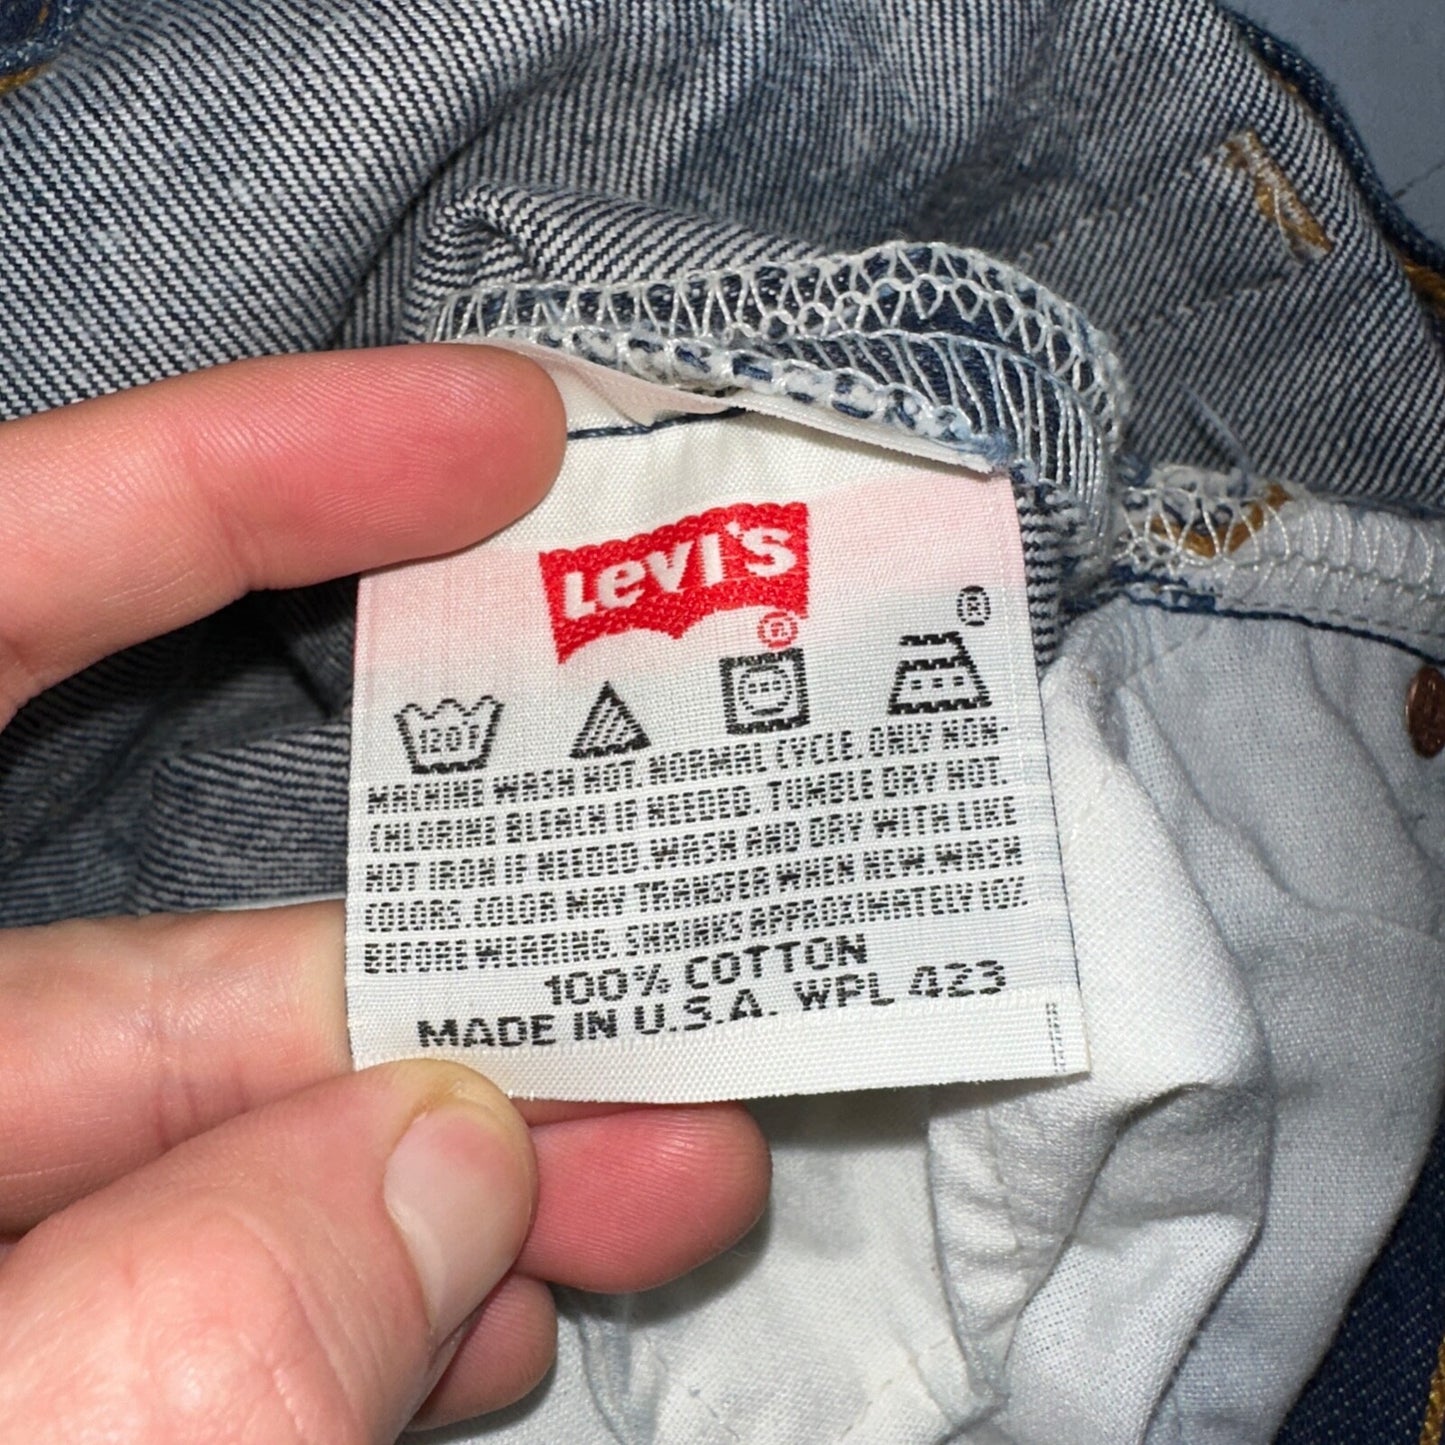 Levi's
®
®
120F
MACHINE WASH HOT, NORMAL CYCLE. ONLY NON-
CHLORINE BLEACH IF NEEDED. TUMBLE DRY HOT.
HOT IRON IF NEEDED. WASH AND DRY WITH LIKE
COLORS. COLOR MAY TRANSFER WHEN NEW. WASH
BEFORE WEARING. SHRINKS APPROXIMATELY 10%
100% COTTON
MADE IN U.S.A. WPL 423